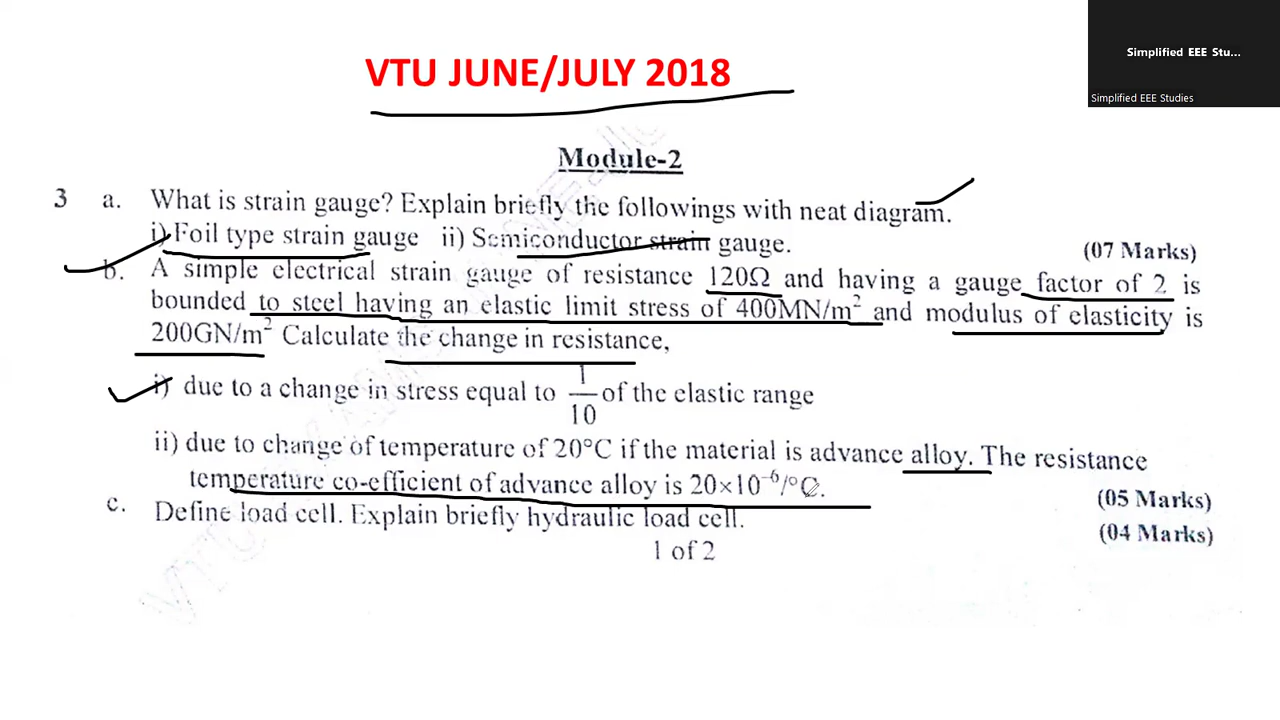 Simplified EEE Stu...
Simplified EEE Studies
VTU JUNE/JULY 2018
Module-2
3 a. What is strain gauge? Explain briefly the followings with neat diagram.
i) Foil type strain gauge ii) Semiconductor strain gauge. (07 Marks)
b. A simple electrical strain gauge of resistance 120Ω and having a gauge factor of 2 is
bounded to steel having an elastic limit stress of 400MN/m² and modulus of elasticity is
200GN/m² Calculate the change in resistance,
i) due to a change in stress equal to 1/10 of the elastic range
ii) due to change of temperature of 20°C if the material is advance alloy. The resistance
temperature co-efficient of advance alloy is 20×10⁻⁶/°C. (05 Marks)
c. Define load cell. Explain briefly hydraulic load cell. (04 Marks)
1 of 2